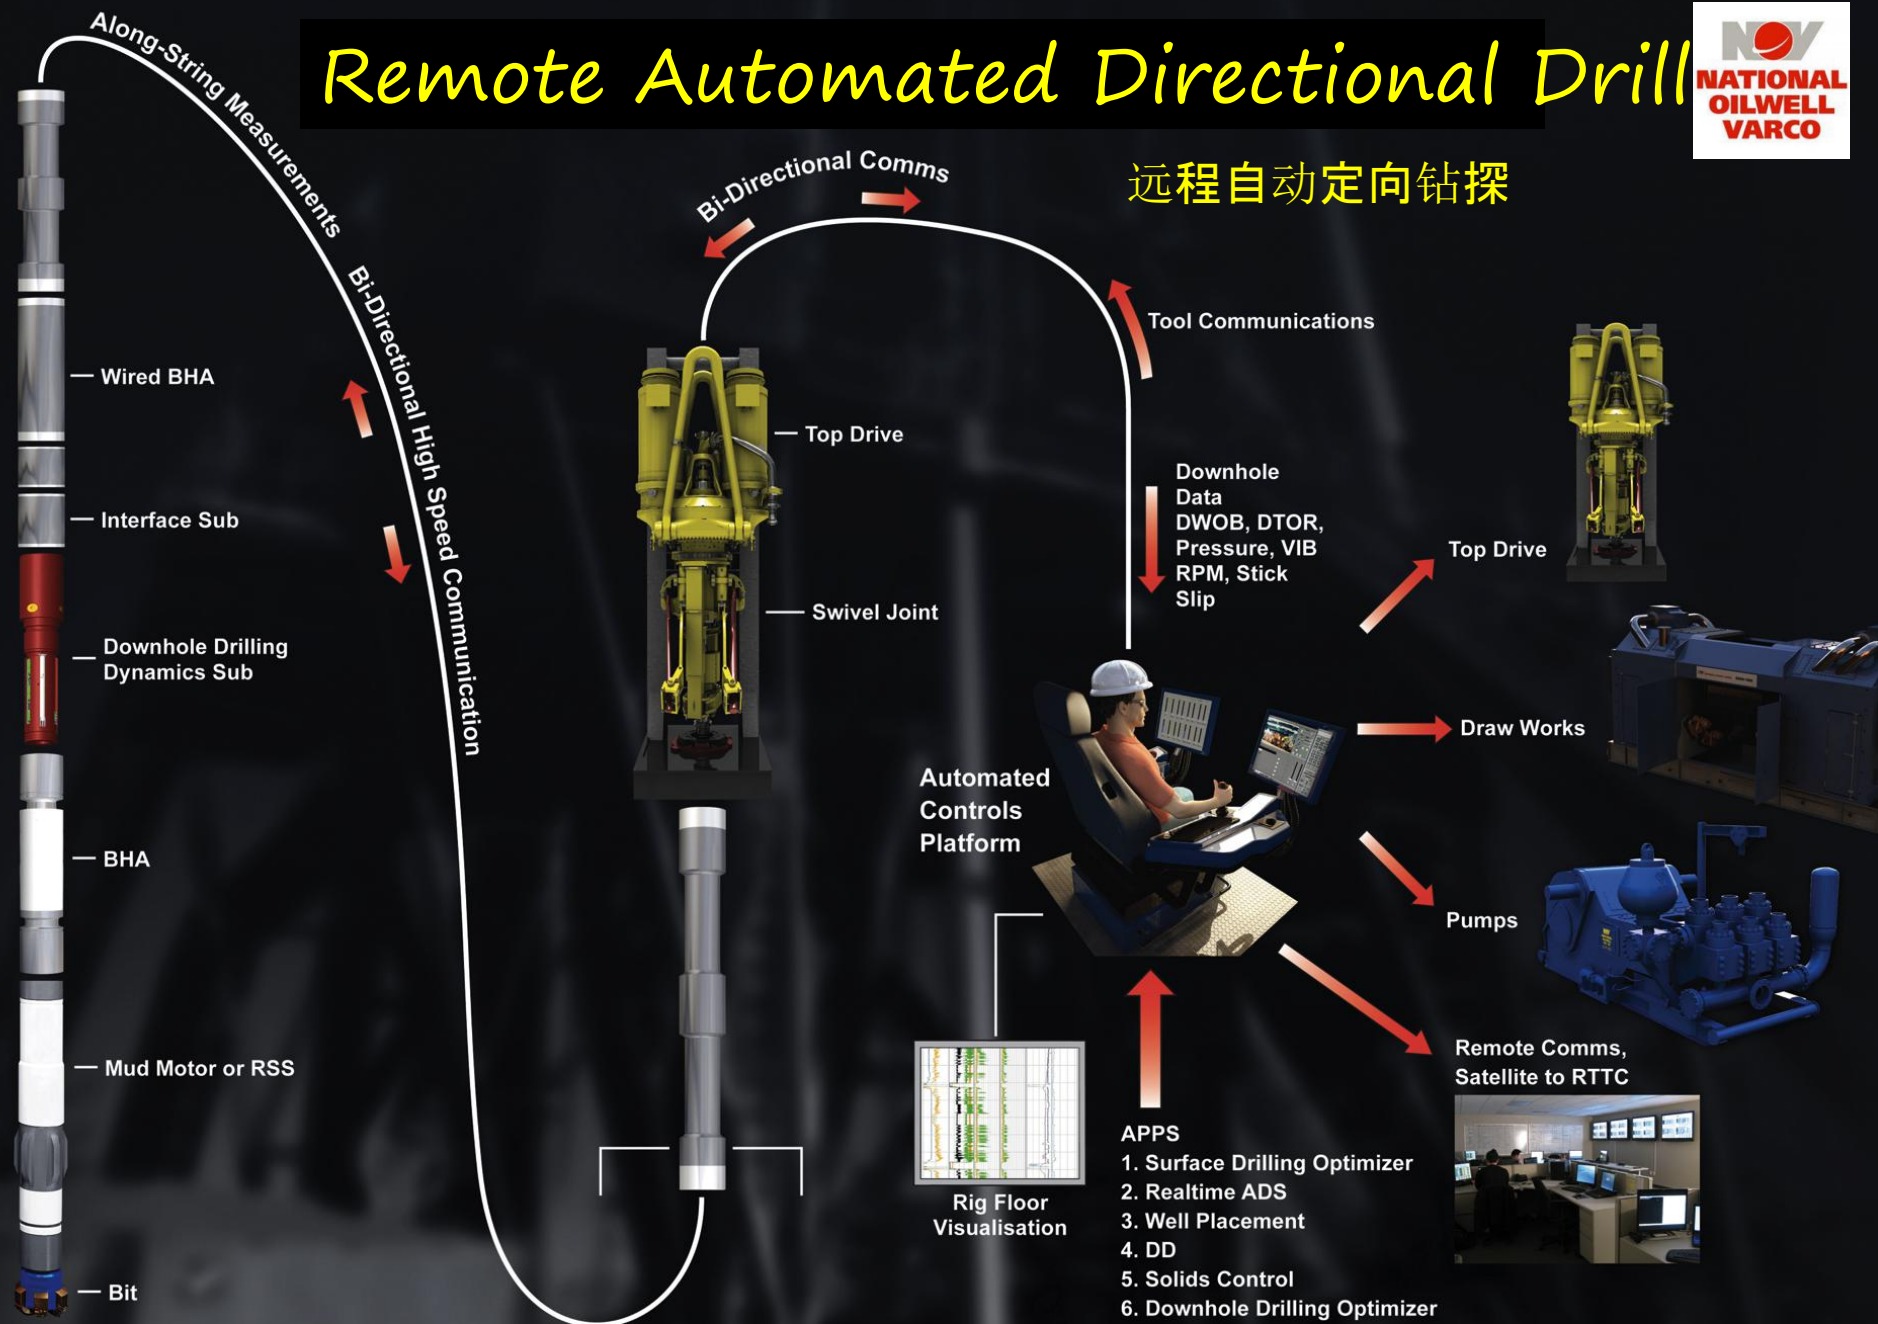 Remote Automated Directional Drill
NOV
NATIONAL
OILWELL
VARCO
远程自动定向钻探
Along-String Measurements
Bi-Directional High Speed Communication
Bi-Directional Comms
Tool Communications
Wired BHA
Interface Sub
Downhole Drilling
Dynamics Sub
BHA
Mud Motor or RSS
Bit
Top Drive
Swivel Joint
Downhole
Data
DWOB, DTOR,
Pressure, VIB
RPM, Stick
Slip
Top Drive
Draw Works
Pumps
Automated
Controls
Platform
Remote Comms,
Satellite to RTTC
Rig Floor
Visualisation
APPS
1. Surface Drilling Optimizer
2. Realtime ADS
3. Well Placement
4. DD
5. Solids Control
6. Downhole Drilling Optimizer